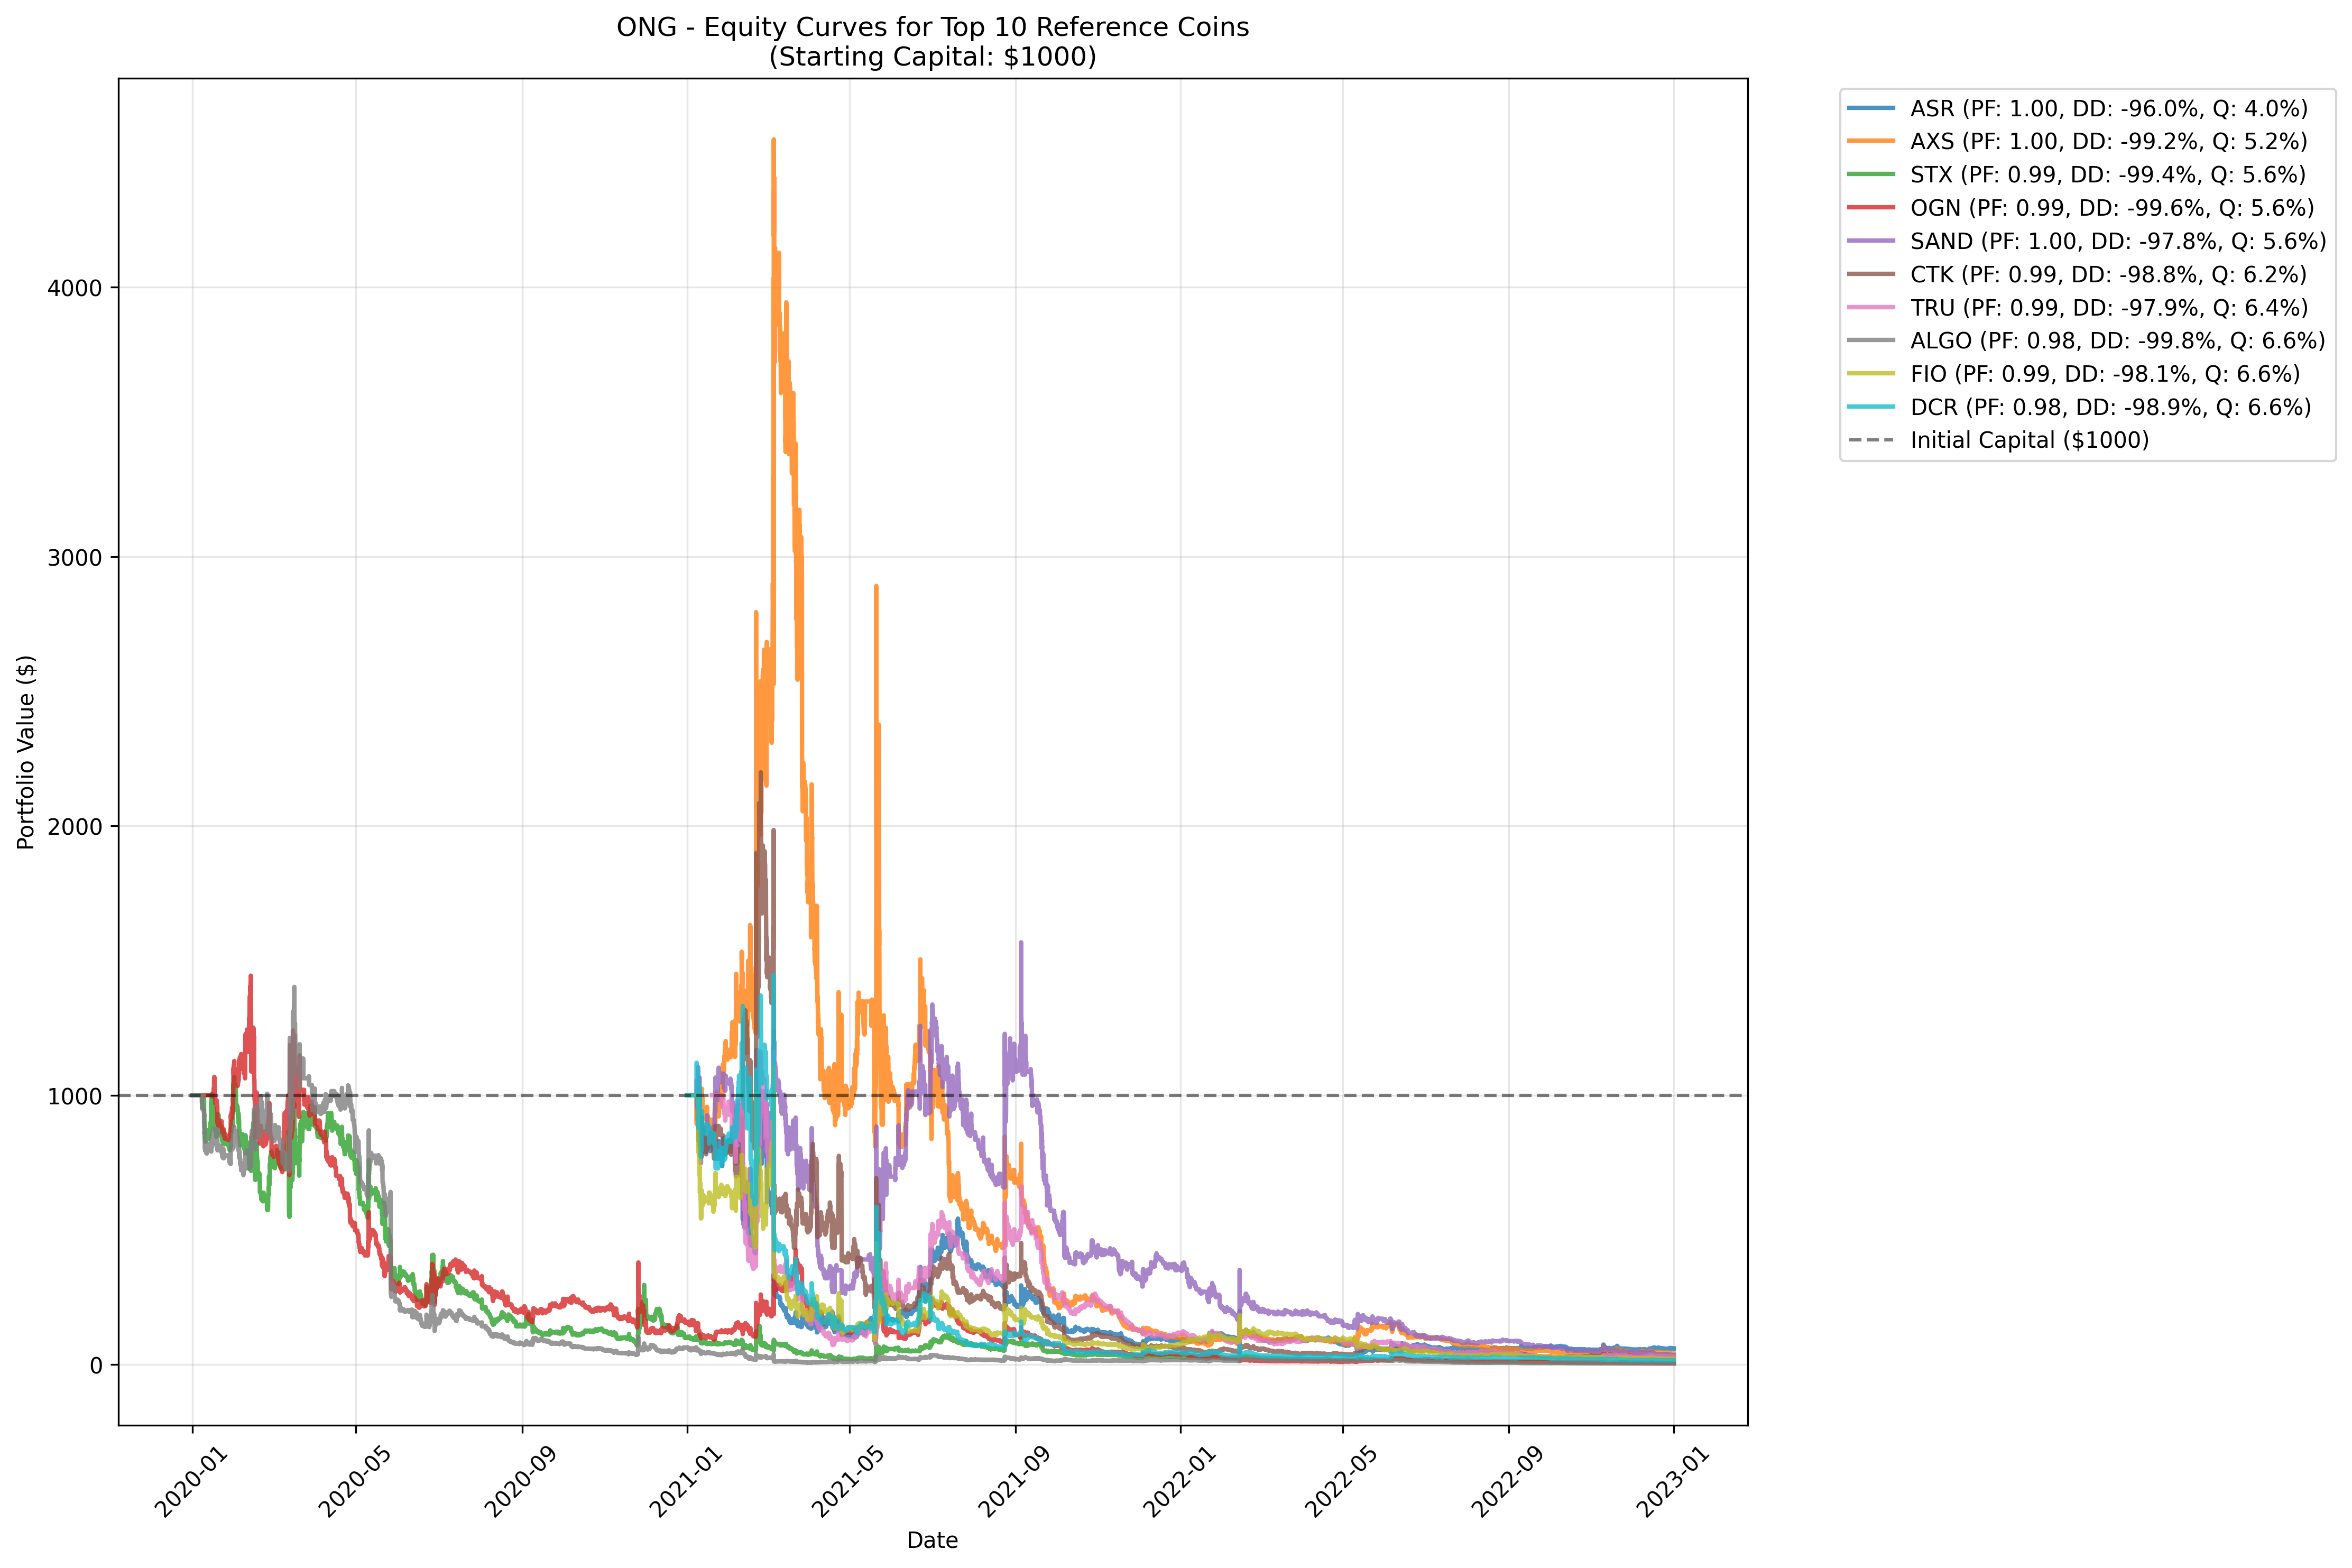 ONG - Equity Curves for Top 10 Reference Coins
(Starting Capital: $1000)
ASR (PF: 1.00, DD: -96.0%, Q: 4.0%)
AXS (PF: 1.00, DD: -99.2%, Q: 5.2%)
STX (PF: 0.99, DD: -99.4%, Q: 5.6%)
OGN (PF: 0.99, DD: -99.6%, Q: 5.6%)
SAND (PF: 1.00, DD: -97.8%, Q: 5.6%)
CTK (PF: 0.99, DD: -98.8%, Q: 6.2%)
TRU (PF: 0.99, DD: -97.9%, Q: 6.4%)
ALGO (PF: 0.98, DD: -99.8%, Q: 6.6%)
FIO (PF: 0.99, DD: -98.1%, Q: 6.6%)
DCR (PF: 0.98, DD: -98.9%, Q: 6.6%)
Initial Capital ($1000)
Portfolio Value ($)
4000
3000
2000
1000
0
2020-01
2020-05
2020-09
2021-01
2021-05
2021-09
2022-01
2022-05
2022-09
2023-01
Date